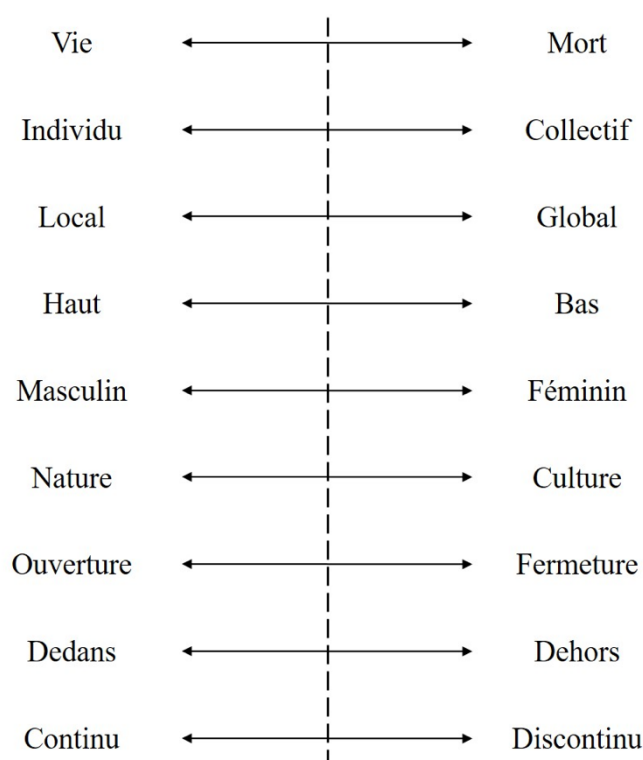 Vie Mort
Individu Collectif
Local Global
Haut Bas
Masculin Féminin
Nature Culture
Ouverture Fermeture
Dedans Dehors
Continu Discontinu